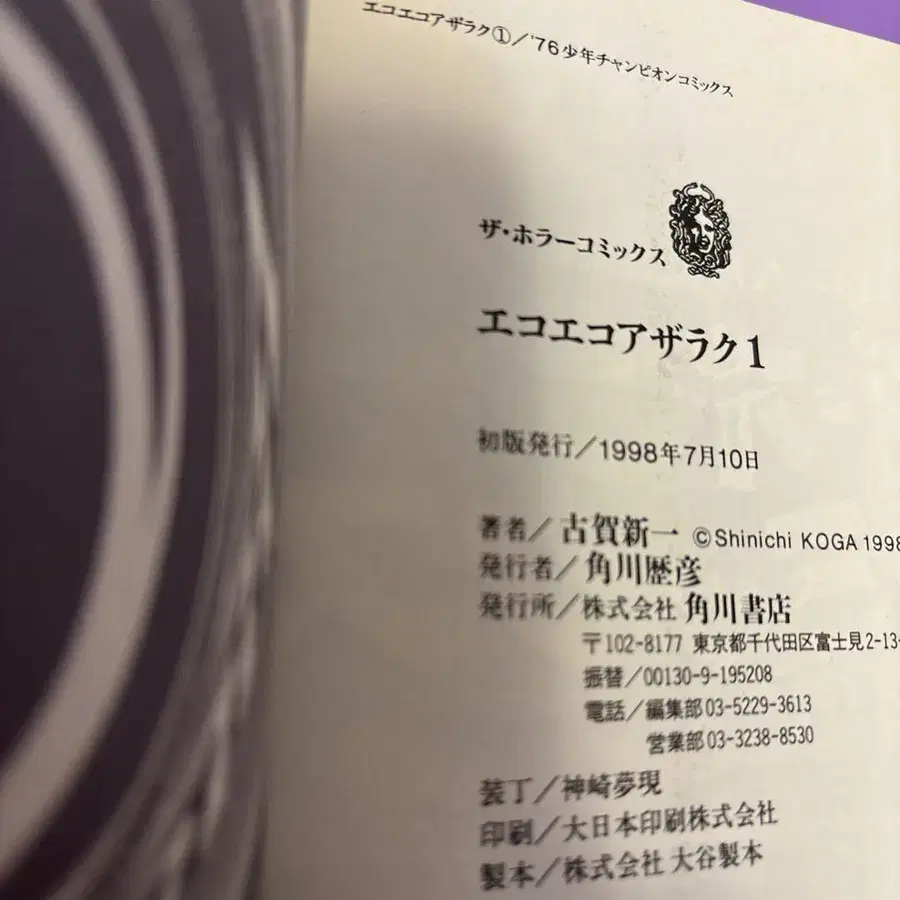 エコエコアザラク①／'76少年チャンピオンコミックス
ザ・ホラーコミックス
エコエコアザラク1
初版発行／1998年7月10日
著者／古賀新一 ©Shinichi KOGA 1998
発行者／角川歴彦
発行所／株式会社 角川書店
〒102-8177 東京都千代田区富士見2-13-
振替／00130-9-195208
電話／編集部03-5229-3613
営業部03-3238-8530
装丁／神崎夢現
印刷／大日本印刷株式会社
製本／株式会社 大谷製本